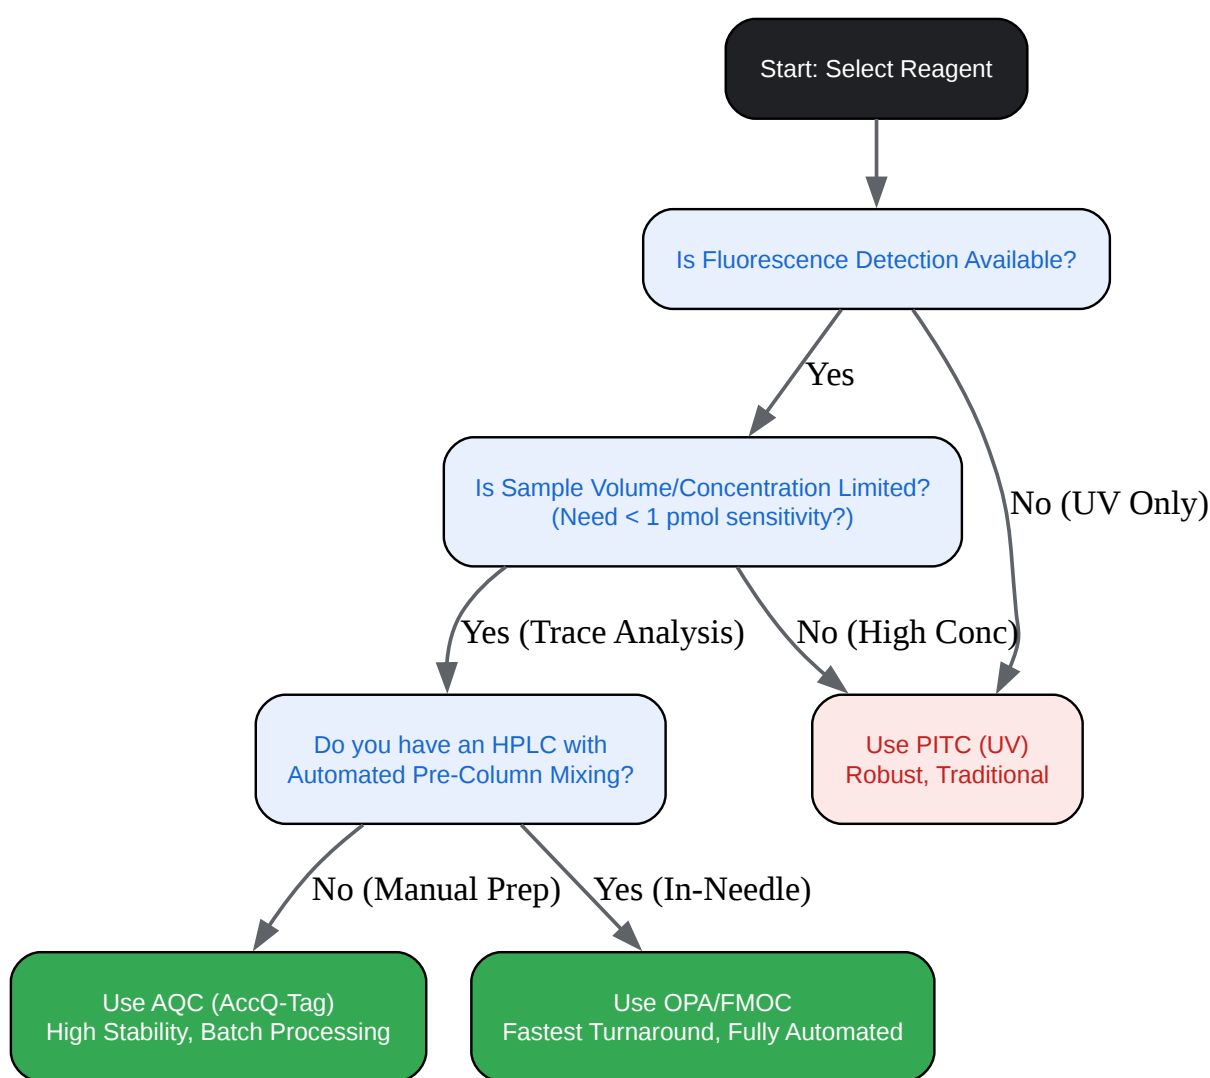 Start: Select Reagent
Is Fluorescence Detection Available?
Yes
Is Sample Volume/Concentration Limited?
(Need < 1 pmol sensitivity?)
No (UV Only)
Yes (Trace Analysis)
No (High Conc)
Do you have an HPLC with
Automated Pre-Column Mixing?
Use PITC (UV)
Robust, Traditional
No (Manual Prep)
Yes (In-Needle)
Use AQC (AccQ-Tag)
High Stability, Batch Processing
Use OPA/FMOC
Fastest Turnaround, Fully Automated